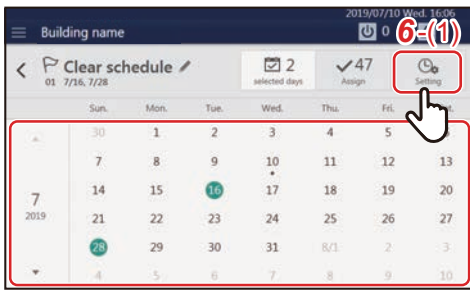 2019/07/10 Wed. 16:06
Building name
0
6-(1)
Clear schedule
01 7/16, 7/28
2
selected days
47
Assign
Setting
Sun. Mon. Tue. Wed. Thu. Fri. Sat.
30 1 2 3 4 5
7 8 9 10 11 12 13
7
2019
14 15 16 17 18 19 20
21 22 23 24 25 26 27
28 29 30 31 8/1 2 3
4 5 6 7 8 9 10